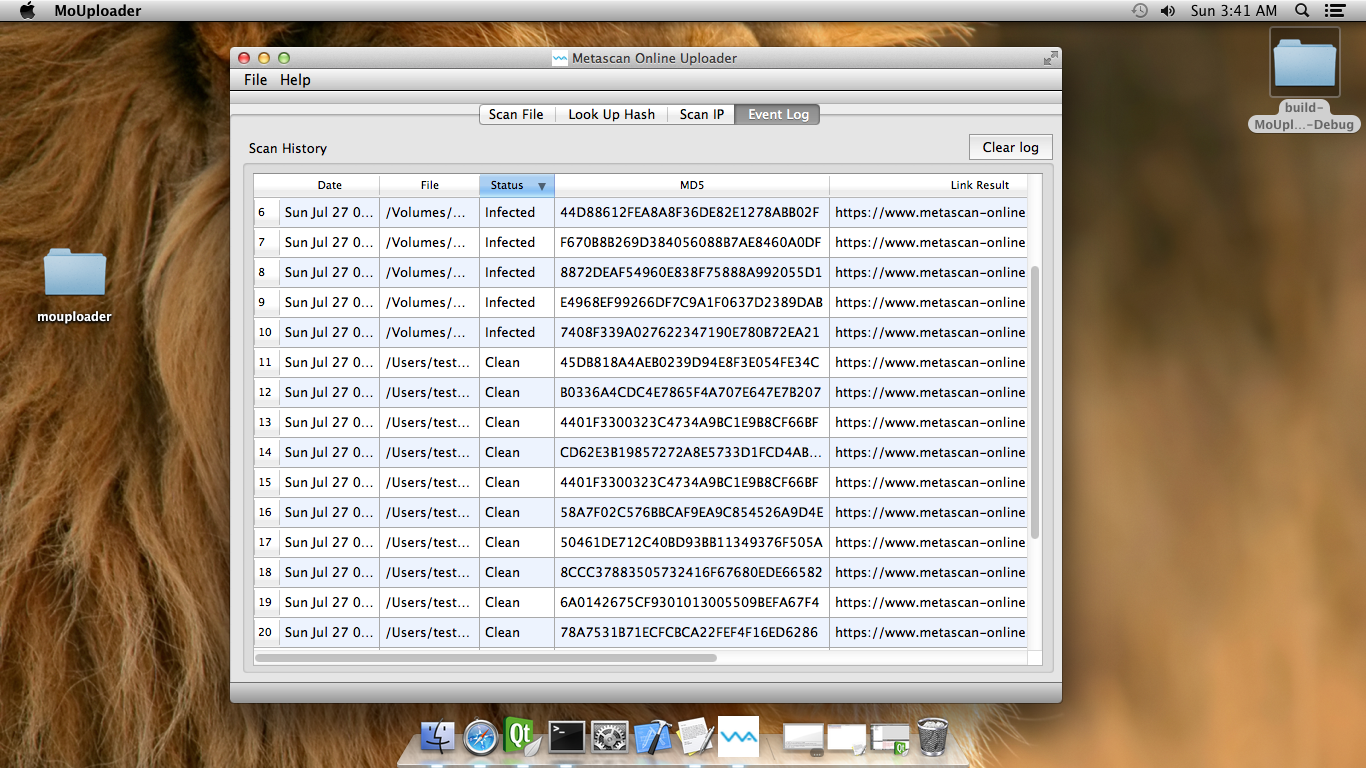 MoUploader
Sun 3:41 AM
Metascan Online Uploader
File Help
Scan File Look Up Hash Scan IP Event Log
Scan History
Clear log
Date File Status MD5 Link Result
6 Sun Jul 27 0... /Volumes/... Infected 44D88612FEA8A8F36DE82E1278ABB02F https://www.metascan-online
7 Sun Jul 27 0... /Volumes/... Infected F670B8B269D384056088B7AE8460A0DF https://www.metascan-online
8 Sun Jul 27 0... /Volumes/... Infected 8872DEAF54960E838F75888A992055D1 https://www.metascan-online
9 Sun Jul 27 0... /Volumes/... Infected E4968EF99266DF7C9A1F0637D2389DAB https://www.metascan-online
10 Sun Jul 27 0... /Volumes/... Infected 7408F339A027622347190E780B72EA21 https://www.metascan-online
11 Sun Jul 27 0... /Users/test... Clean 45DB818A4AEB0239D94E8F3E054FE34C https://www.metascan-online
12 Sun Jul 27 0... /Users/test... Clean B0336A4CDC4E7865F4A707E647E7B207 https://www.metascan-online
13 Sun Jul 27 0... /Users/test... Clean 4401F3300323C4734A9BC1E9B8CF66BF https://www.metascan-online
14 Sun Jul 27 0... /Users/test... Clean CD62E3B19857272A8E5733D1FCD4AB... https://www.metascan-online
15 Sun Jul 27 0... /Users/test... Clean 4401F3300323C4734A9BC1E9B8CF66BF https://www.metascan-online
16 Sun Jul 27 0... /Users/test... Clean 58A7F02C576BBCAF9EA9C854526A9D4E https://www.metascan-online
17 Sun Jul 27 0... /Users/test... Clean 50461DE712C40BD93BB11349376F505A https://www.metascan-online
18 Sun Jul 27 0... /Users/test... Clean 8CCC37883505732416F67680EDE66582 https://www.metascan-online
19 Sun Jul 27 0... /Users/test... Clean 6A0142675CF9301013005509BEFA67F4 https://www.metascan-online
20 Sun Jul 27 0... /Users/test... Clean 78A7531B71ECFCBCA22FEF4F16ED6286 https://www.metascan-online
build-
MoUpl...-Debug
mouploader
Qt